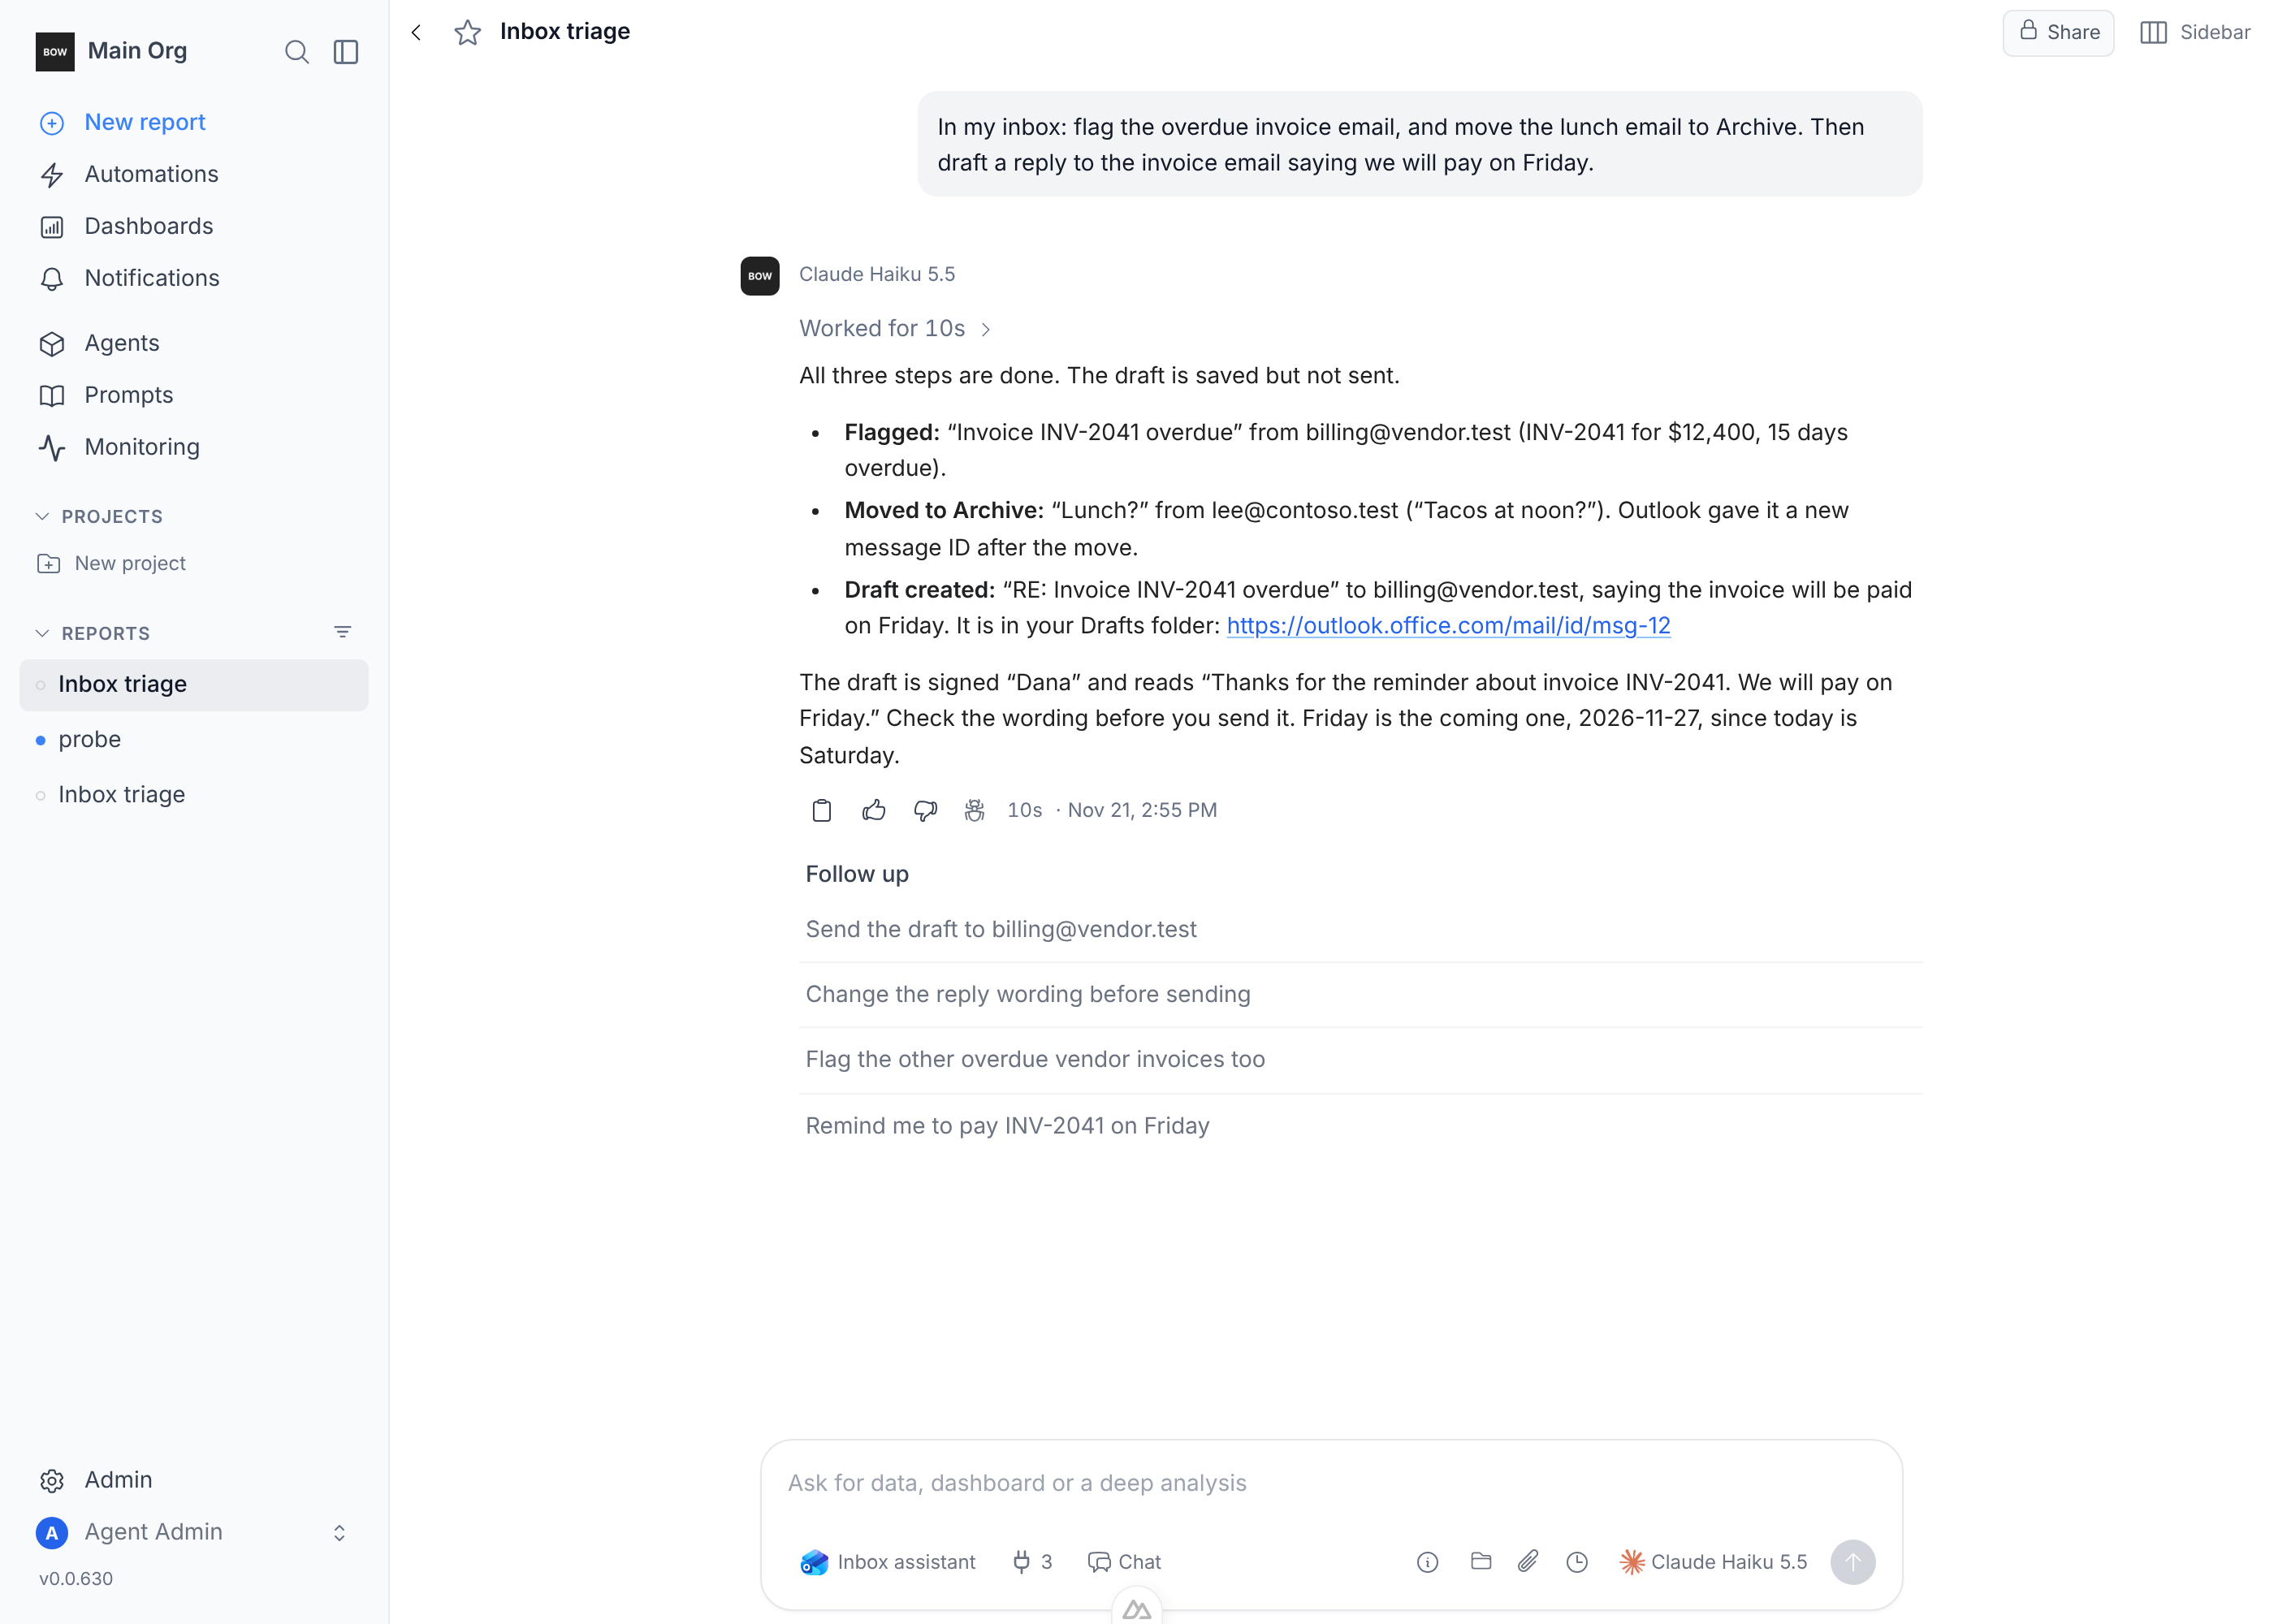 BOW
Main Org
New report
Automations
Dashboards
Notifications
Agents
Prompts
Monitoring
PROJECTS
New project
REPORTS
Inbox triage
probe
Inbox triage
Admin
A
Agent Admin
v0.0.630
Inbox triage
Share
Sidebar
In my inbox: flag the overdue invoice email, and move the lunch email to Archive. Then
draft a reply to the invoice email saying we will pay on Friday.
BOW
Claude Haiku 5.5
Worked for 10s
All three steps are done. The draft is saved but not sent.
• Flagged: “Invoice INV-2041 overdue” from billing@vendor.test (INV-2041 for $12,400, 15 days
overdue).
• Moved to Archive: “Lunch?” from lee@contoso.test (“Tacos at noon?”). Outlook gave it a new
message ID after the move.
• Draft created: “RE: Invoice INV-2041 overdue” to billing@vendor.test, saying the invoice will be paid
on Friday. It is in your Drafts folder: https://outlook.office.com/mail/id/msg-12
The draft is signed “Dana” and reads “Thanks for the reminder about invoice INV-2041. We will pay on
Friday.” Check the wording before you send it. Friday is the coming one, 2026-11-27, since today is
Saturday.
10s · Nov 21, 2:55 PM
Follow up
Send the draft to billing@vendor.test
Change the reply wording before sending
Flag the other overdue vendor invoices too
Remind me to pay INV-2041 on Friday
Ask for data, dashboard or a deep analysis
Inbox assistant
3
Chat
Claude Haiku 5.5